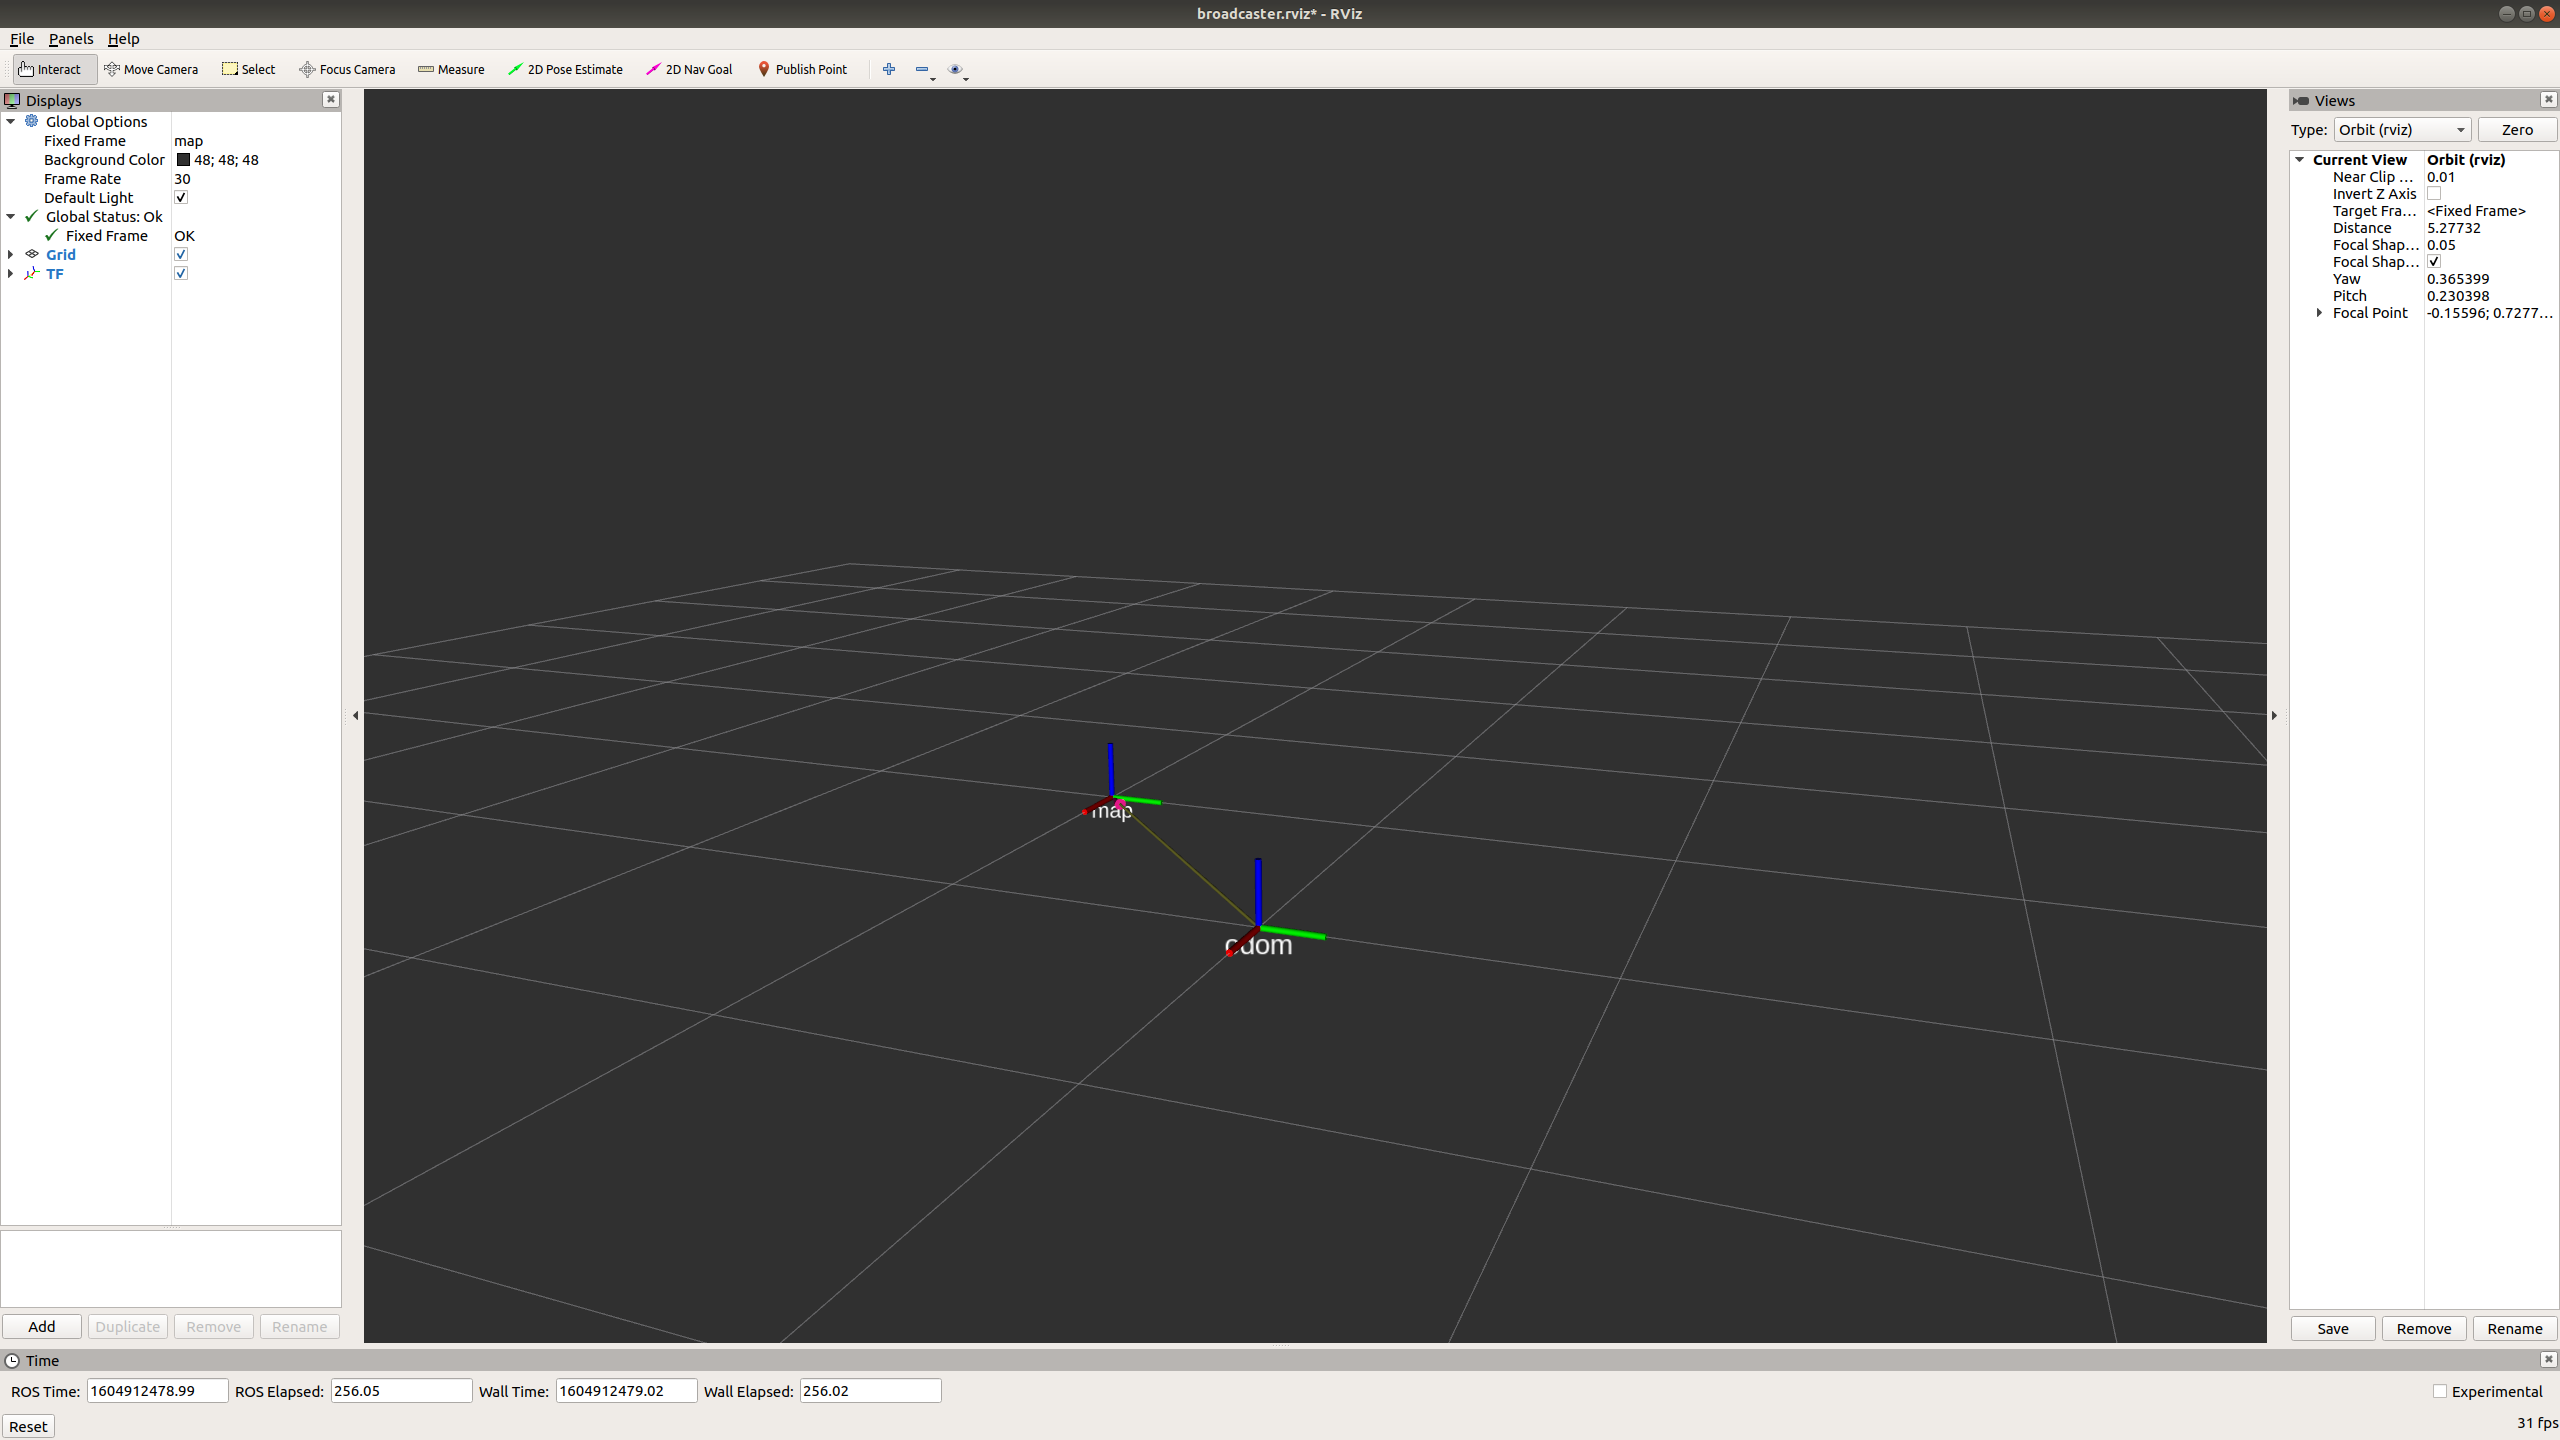 broadcaster.rviz* - RViz
File Panels Help
Interact Move Camera Select Focus Camera Measure 2D Pose Estimate 2D Nav Goal Publish Point
Displays
Global Options
Fixed Frame map
Background Color 48; 48; 48
Frame Rate 30
Default Light
Global Status: Ok
Fixed Frame OK
Grid
TF
Add Duplicate Remove Rename
map
odom
Views
Type: Orbit (rviz) Zero
Current View Orbit (rviz)
Near Clip ... 0.01
Invert Z Axis
Target Fra... <Fixed Frame>
Distance 5.27732
Focal Shap... 0.05
Focal Shap...
Yaw 0.365399
Pitch 0.230398
Focal Point -0.15596; 0.7277...
Save Remove Rename
Time
ROS Time: 1604912478.99 ROS Elapsed: 256.05 Wall Time: 1604912479.02 Wall Elapsed: 256.02 Experimental
Reset 31 fps